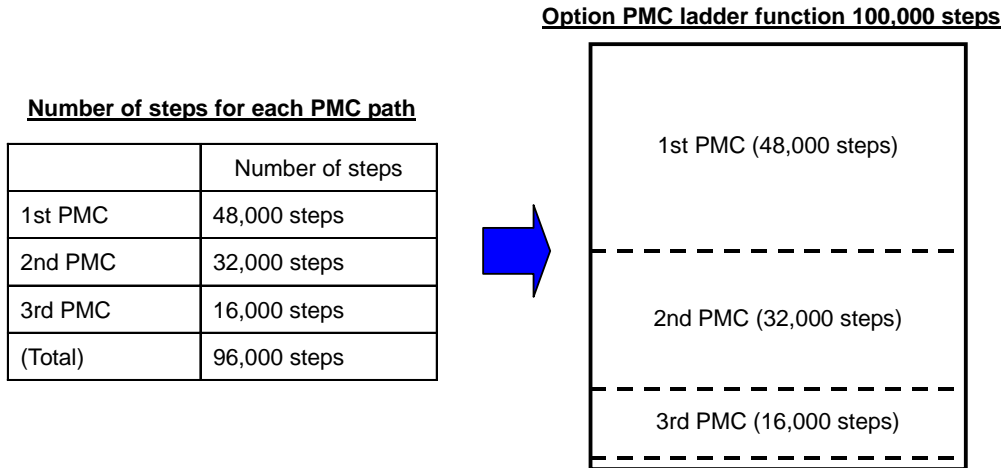 Option PMC ladder function 100,000 steps
Number of steps for each PMC path
Number of steps
1st PMC 48,000 steps
2nd PMC 32,000 steps
3rd PMC 16,000 steps
(Total) 96,000 steps
1st PMC (48,000 steps)
2nd PMC (32,000 steps)
3rd PMC (16,000 steps)